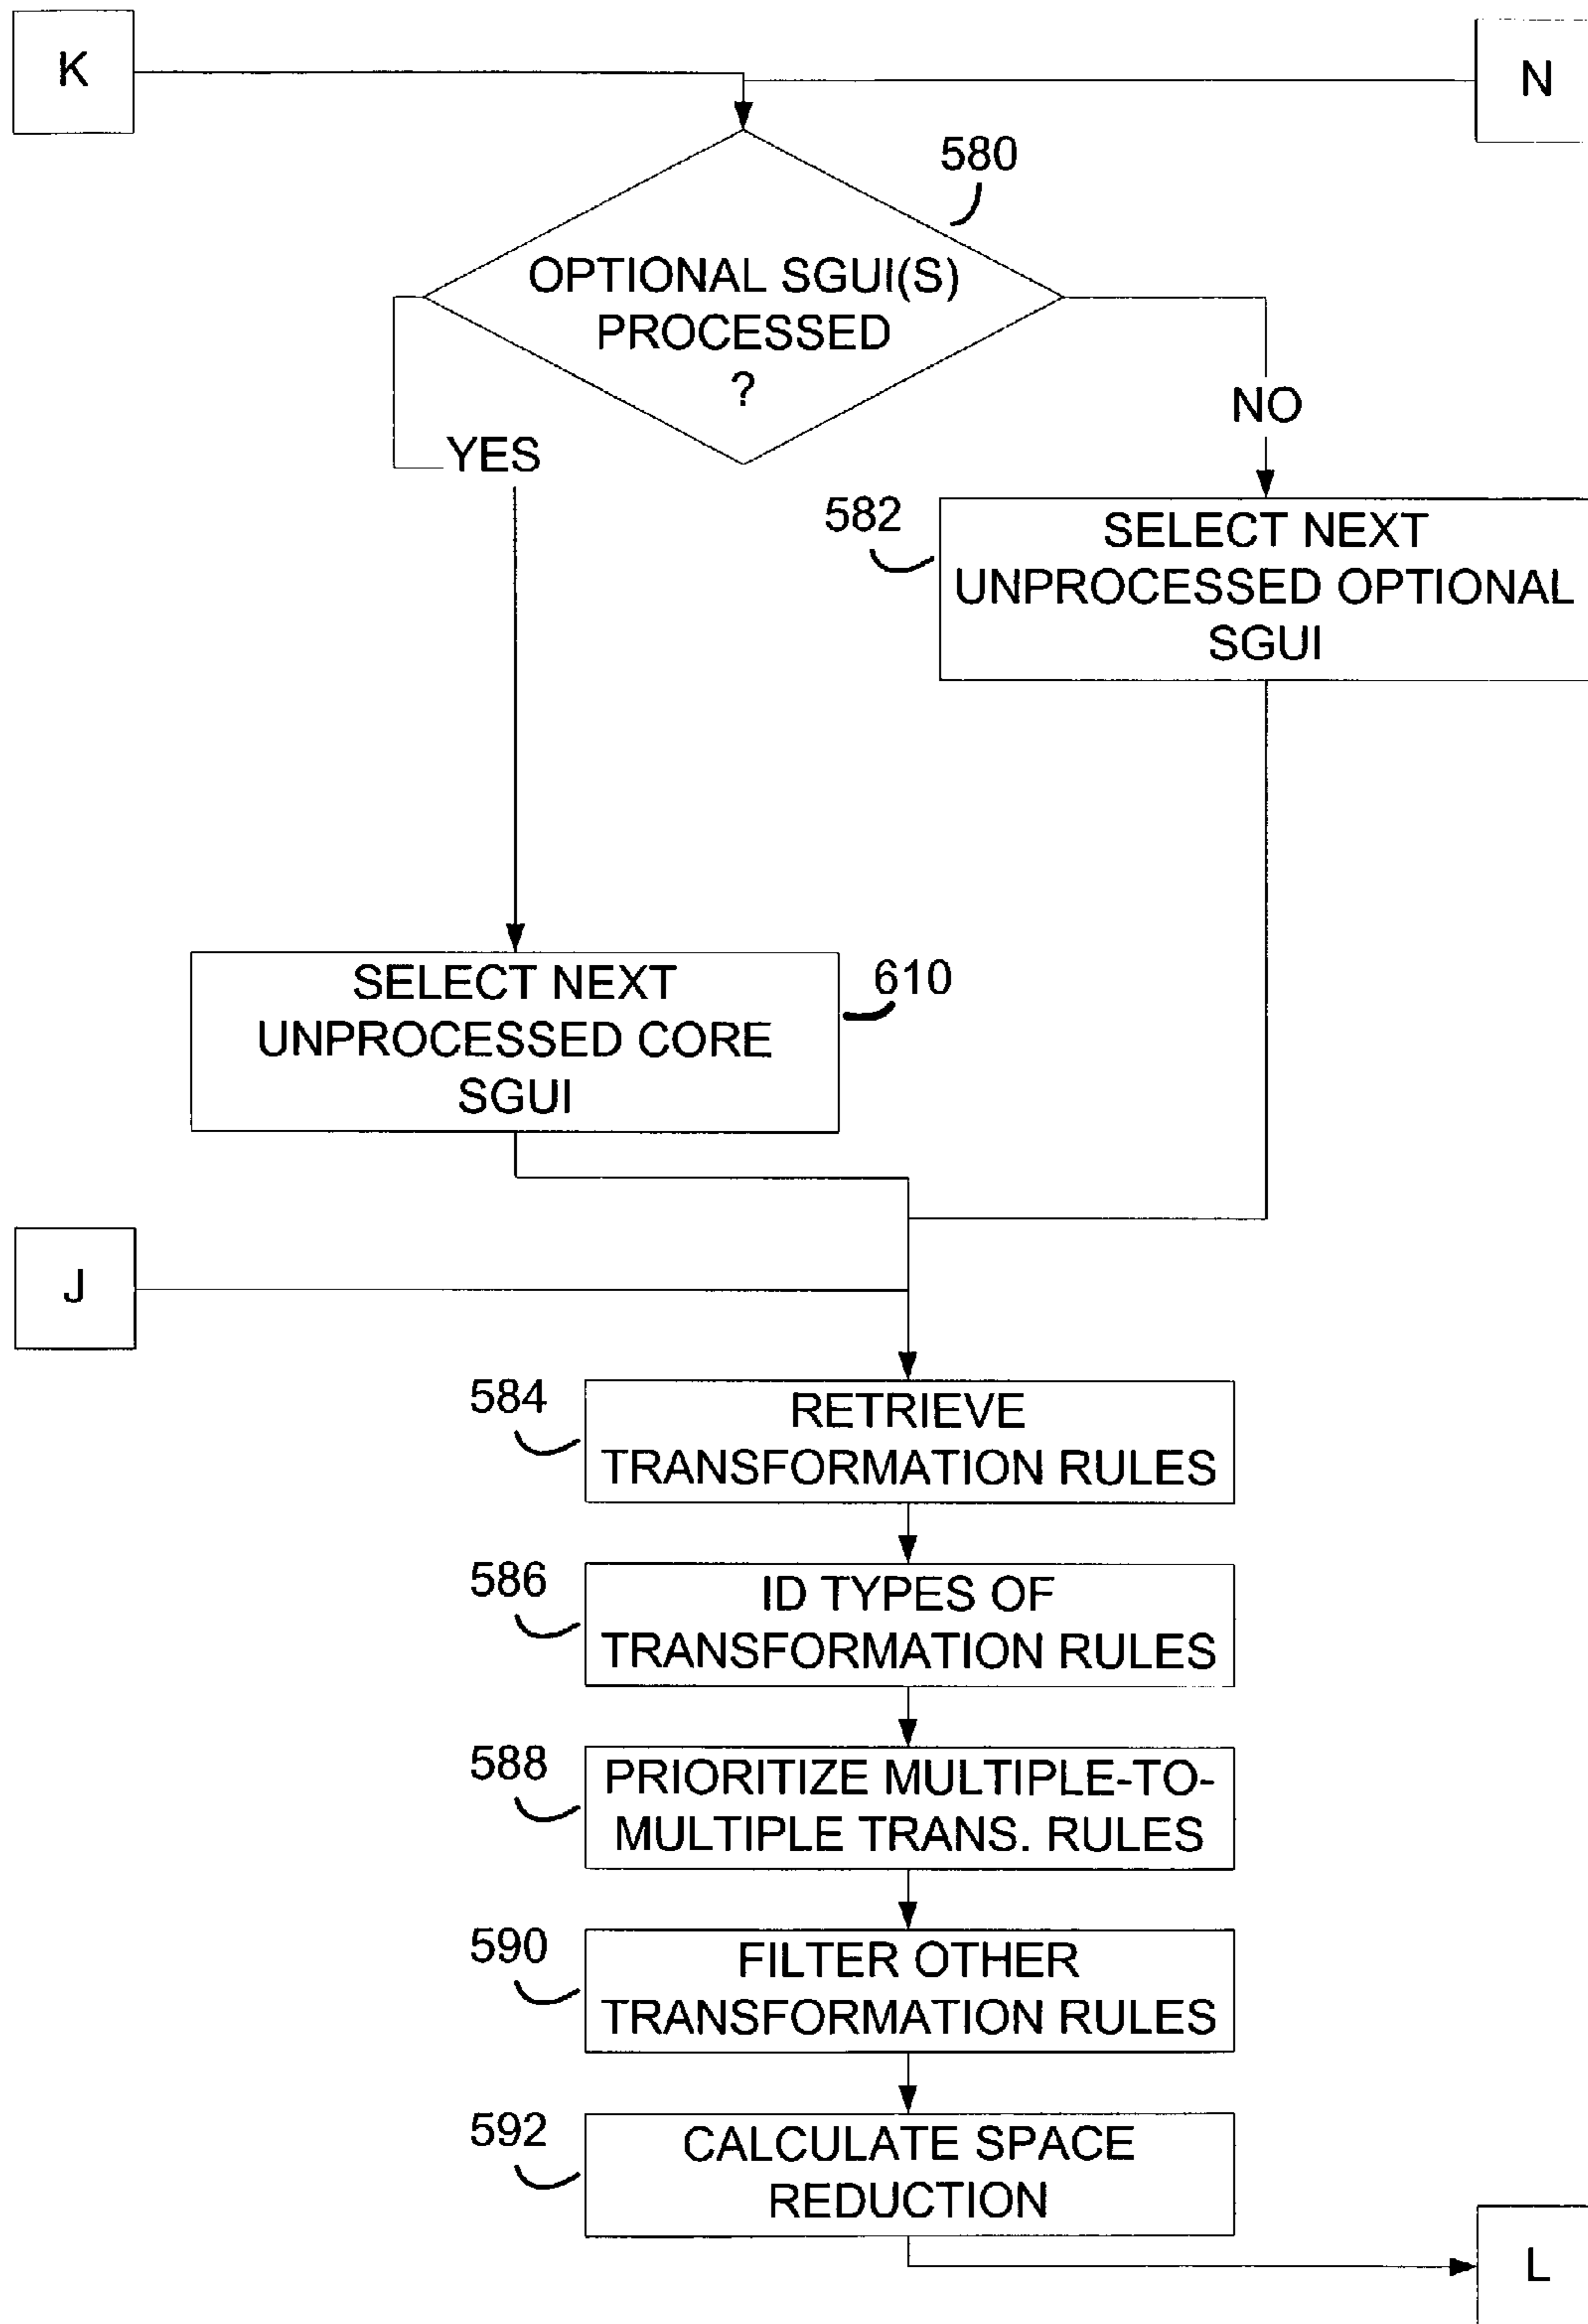 K
N
580
OPTIONAL SGUI(S)
PROCESSED
?
YES
NO
582
SELECT NEXT
UNPROCESSED OPTIONAL
SGUI
SELECT NEXT
UNPROCESSED CORE
SGUI
610
J
584
RETRIEVE
TRANSFORMATION RULES
586
ID TYPES OF
TRANSFORMATION RULES
588
PRIORITIZE MULTIPLE-TO-
MULTIPLE TRANS. RULES
590
FILTER OTHER
TRANSFORMATION RULES
592
CALCULATE SPACE
REDUCTION
L